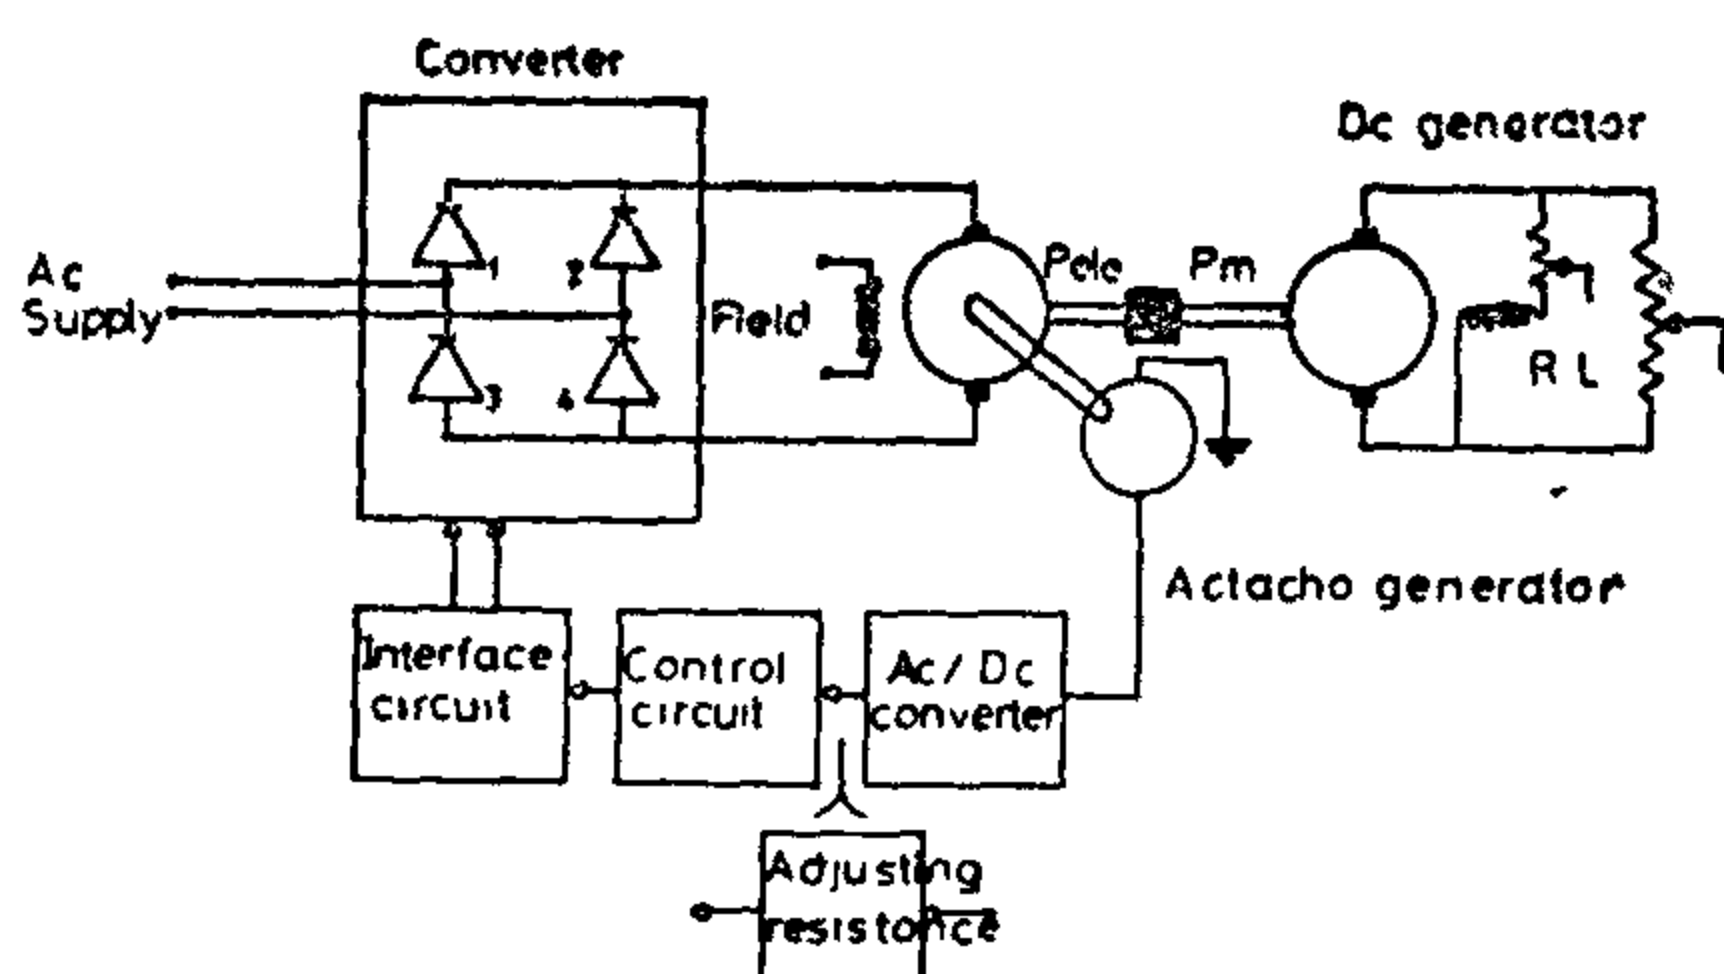 Converter
Dc generator
Ac
Supply
1
2
3
4
Field
Pele
Pm
R L
Actacho generator
Interface
circuit
Control
circuit
Ac / Dc
converter
Adjusting
resistance